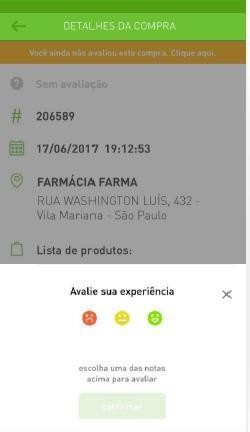 DETALHES DA COMPRA
Você ainda não avaliou esta compra. Clique aqui.
? Sem avaliação
# 206589
17/06/2017 19:12:53
FARMÁCIA FARMA
RUA WASHINGTON LUÍS, 432 -
Vila Mariana - São Paulo
Lista de produtos:
Avalie sua experiência
escolha uma das notas
acima para avaliar
confirmar